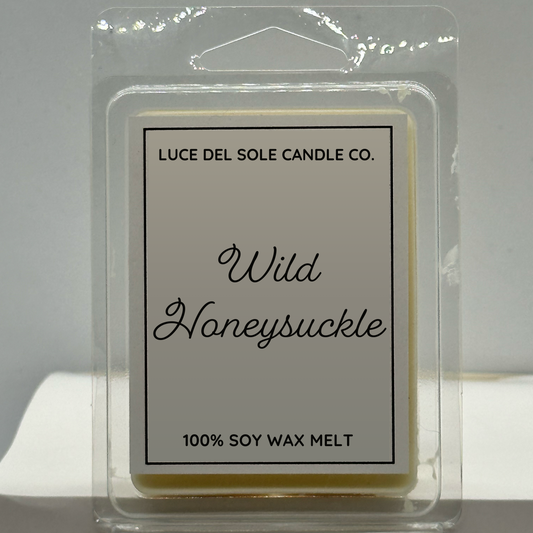 LUCE DEL SOLE CANDLE CO.
Wild
Honeysuckle
100% SOY WAX MELT